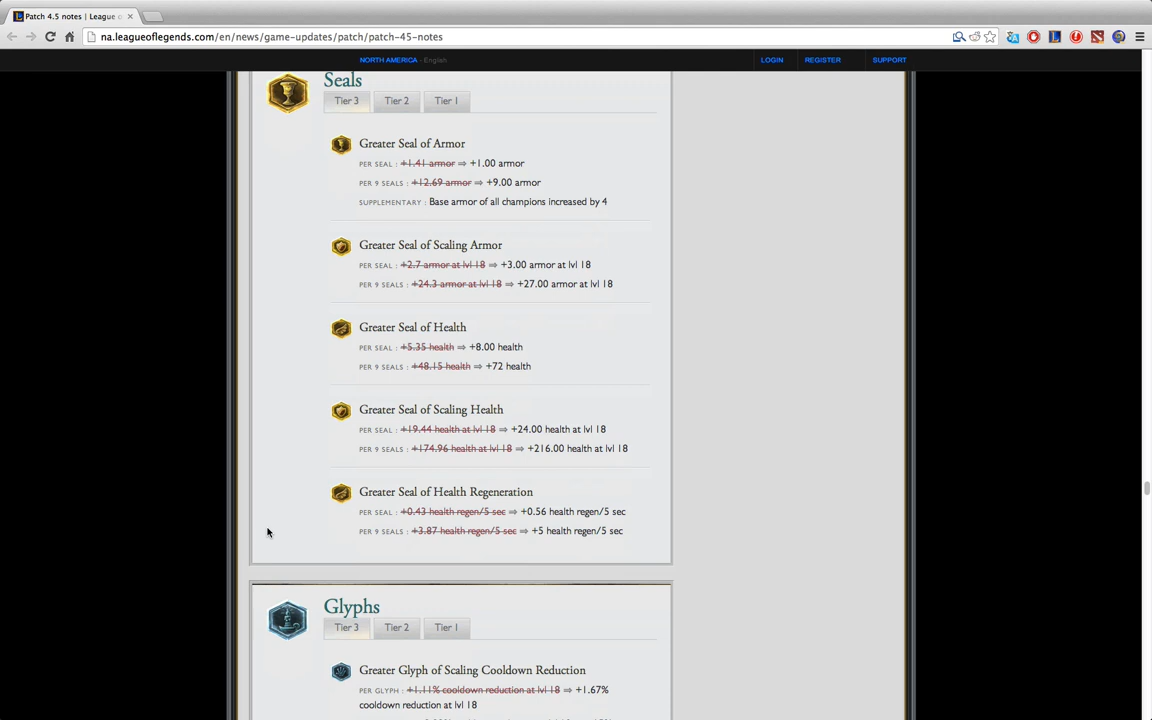 Patch 4.5 notes | League o
na.leagueoflegends.com/en/news/game-updates/patch/patch-45-notes
NORTH AMERICA - English LOGIN REGISTER SUPPORT
Seals
Tier 3 Tier 2 Tier 1
Greater Seal of Armor
PER SEAL : +1.41 armor ⇒ +1.00 armor
PER 9 SEALS : +12.69 armor ⇒ +9.00 armor
SUPPLEMENTARY : Base armor of all champions increased by 4
Greater Seal of Scaling Armor
PER SEAL : +2.7 armor at lvl 18 ⇒ +3.00 armor at lvl 18
PER 9 SEALS : +24.3 armor at lvl 18 ⇒ +27.00 armor at lvl 18
Greater Seal of Health
PER SEAL : +5.35 health ⇒ +8.00 health
PER 9 SEALS : +48.15 health ⇒ +72 health
Greater Seal of Scaling Health
PER SEAL : +19.44 health at lvl 18 ⇒ +24.00 health at lvl 18
PER 9 SEALS : +174.96 health at lvl 18 ⇒ +216.00 health at lvl 18
Greater Seal of Health Regeneration
PER SEAL : +0.43 health regen/5 sec ⇒ +0.56 health regen/5 sec
PER 9 SEALS : +3.87 health regen/5 sec ⇒ +5 health regen/5 sec
Glyphs
Tier 3 Tier 2 Tier 1
Greater Glyph of Scaling Cooldown Reduction
PER GLYPH : +1.11% cooldown reduction at lvl 18 ⇒ +1.67%
cooldown reduction at lvl 18